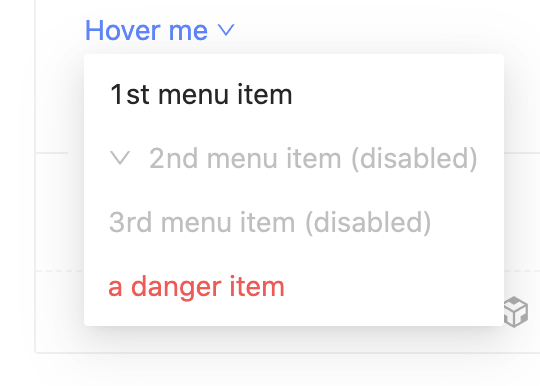 Hover me
1st menu item
2nd menu item (disabled)
3rd menu item (disabled)
a danger item